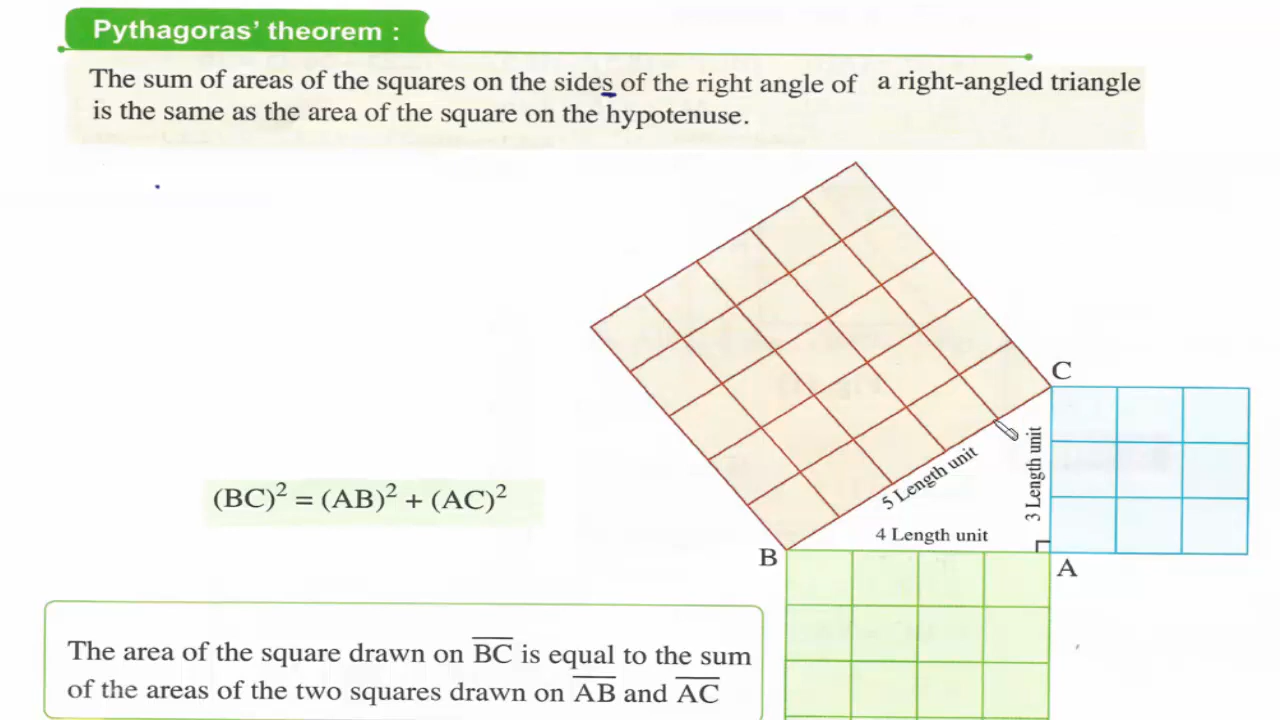 Pythagoras' theorem :
The sum of areas of the squares on the sides of the right angle of a right-angled triangle
is the same as the area of the square on the hypotenuse.
C
3 Length unit
5 Length unit
(BC)² = (AB)² + (AC)²
4 Length unit
B
A
The area of the square drawn on B̅C̅ is equal to the sum
of the areas of the two squares drawn on A̅B̅ and A̅C̅